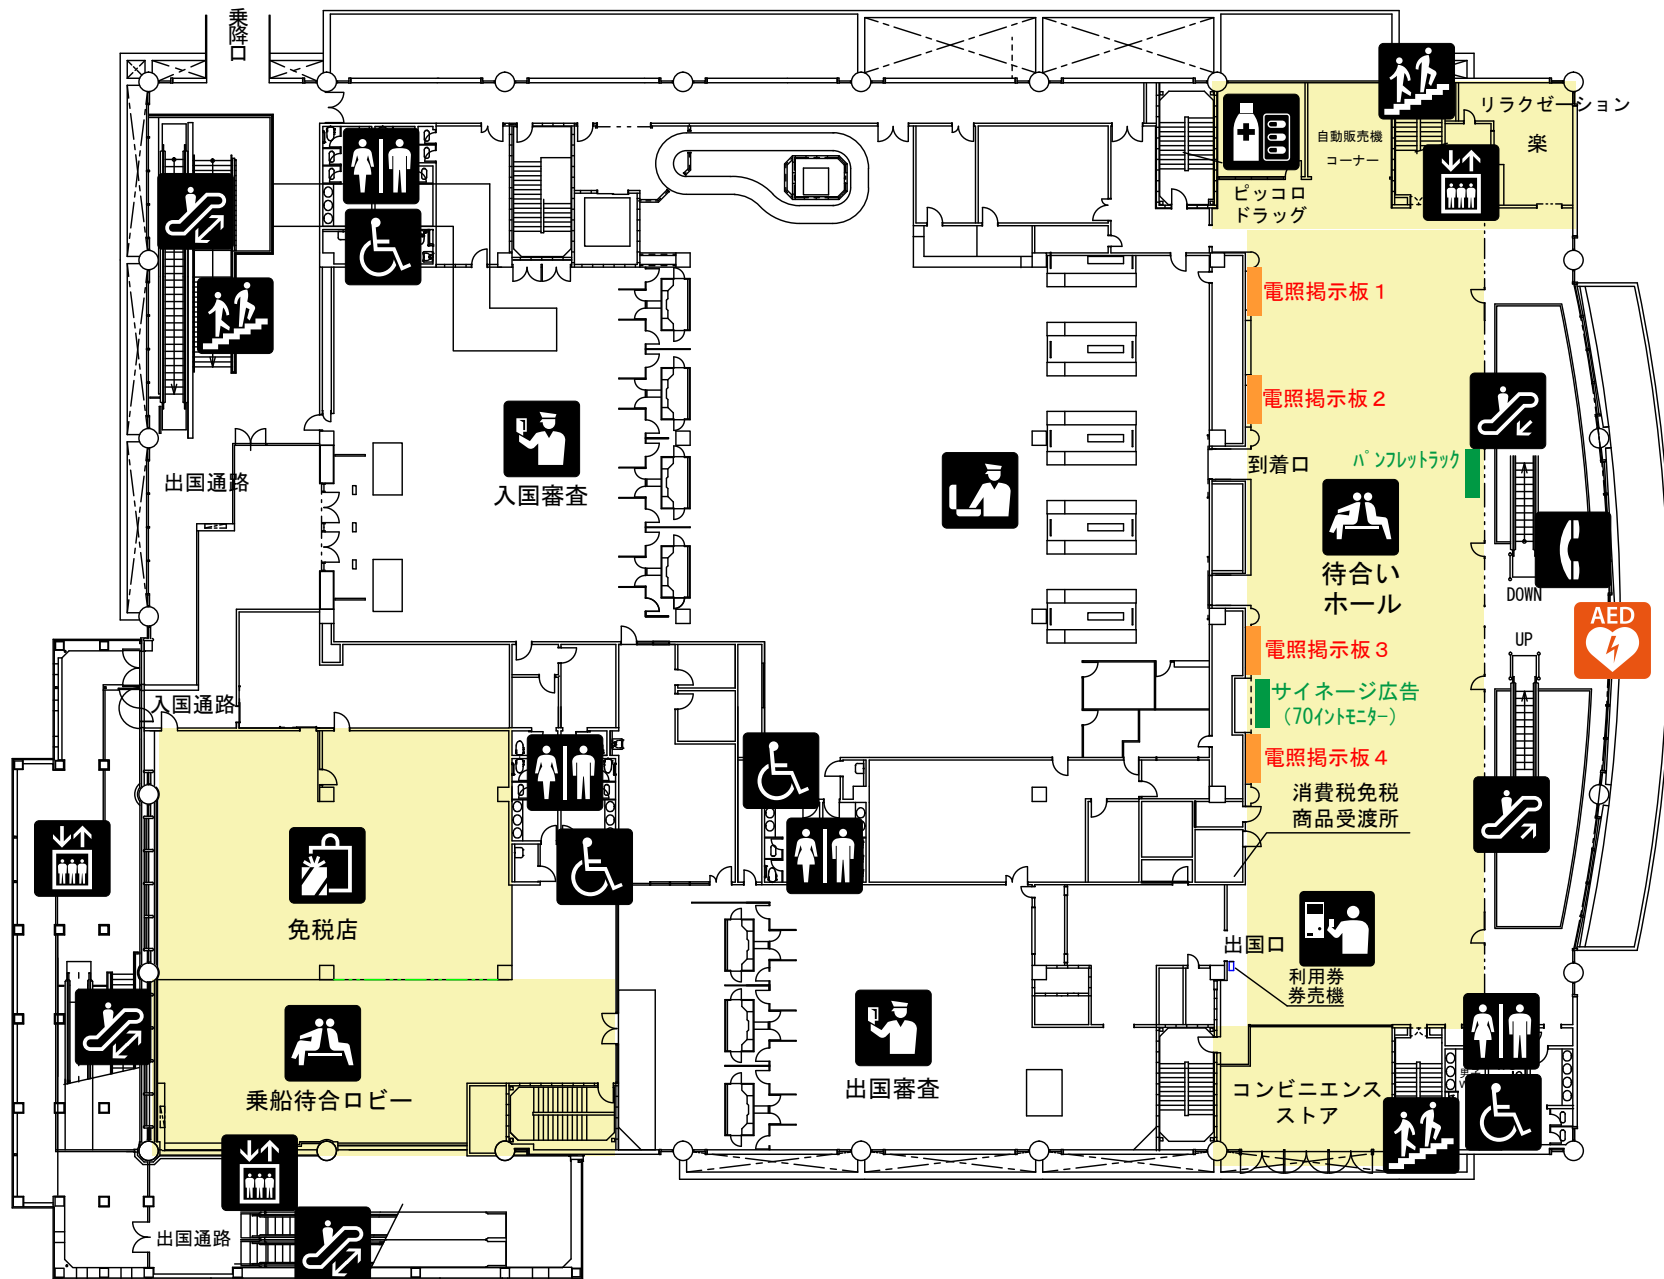 乗降口
リラクゼーション
楽
自動販売機
コーナー
ピッコロ
ドラッグ
電照掲示板1
電照掲示板2
到着口
パンフレットラック
出国通路
入国審査
待合い
ホール
DOWN
AED
UP
電照掲示板3
サイネージ広告
(70イントモニター)
入国通路
電照掲示板4
消費税免税
商品受渡所
免税店
出国口
利用券
券売機
乗船待合ロビー
出国審査
コンビニエンス
ストア
出国通路